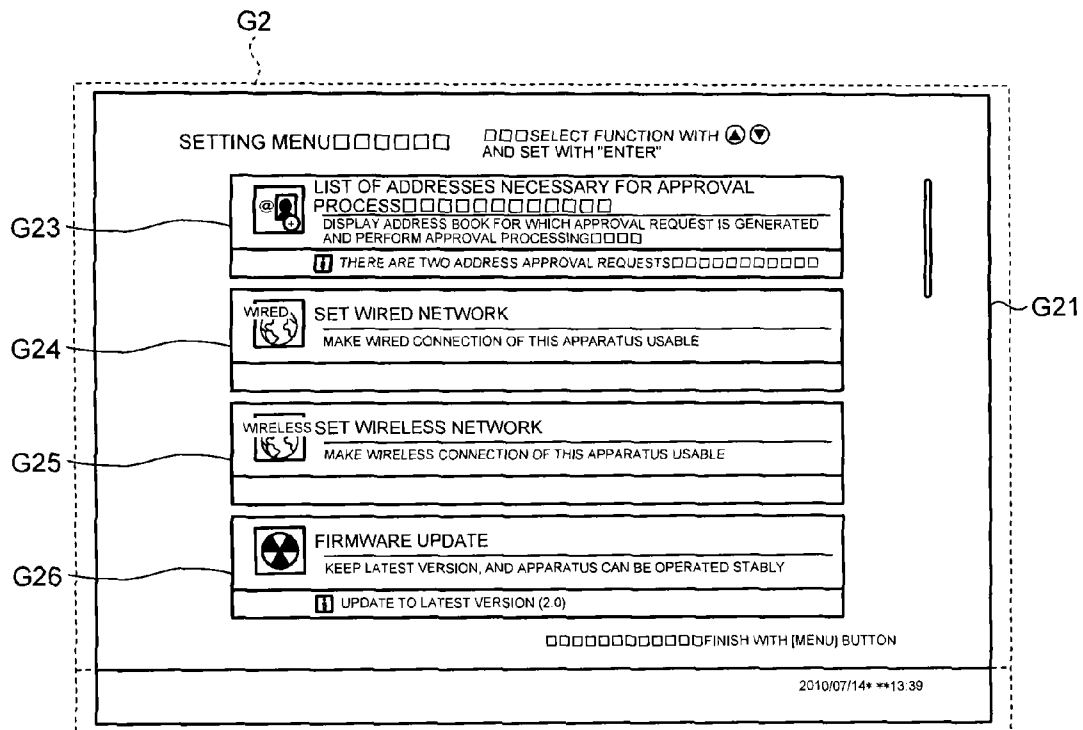 G2
SETTING MENU□□□□□□
□□□SELECT FUNCTION WITH ▲▼
AND SET WITH "ENTER"
G23
@
LIST OF ADDRESSES NECESSARY FOR APPROVAL
PROCESS□□□□□□□□□□□□
DISPLAY ADDRESS BOOK FOR WHICH APPROVAL REQUEST IS GENERATED
AND PERFORM APPROVAL PROCESSING□□□□
i THERE ARE TWO ADDRESS APPROVAL REQUESTS□□□□□□□□□□□
G21
G24
WIRED
SET WIRED NETWORK
MAKE WIRED CONNECTION OF THIS APPARATUS USABLE
G25
WIRELESS
SET WIRELESS NETWORK
MAKE WIRELESS CONNECTION OF THIS APPARATUS USABLE
G26
FIRMWARE UPDATE
KEEP LATEST VERSION, AND APPARATUS CAN BE OPERATED STABLY
i UPDATE TO LATEST VERSION (2.0)
□□□□□□□□□□□□FINISH WITH [MENU] BUTTON
2010/07/14* **13:39